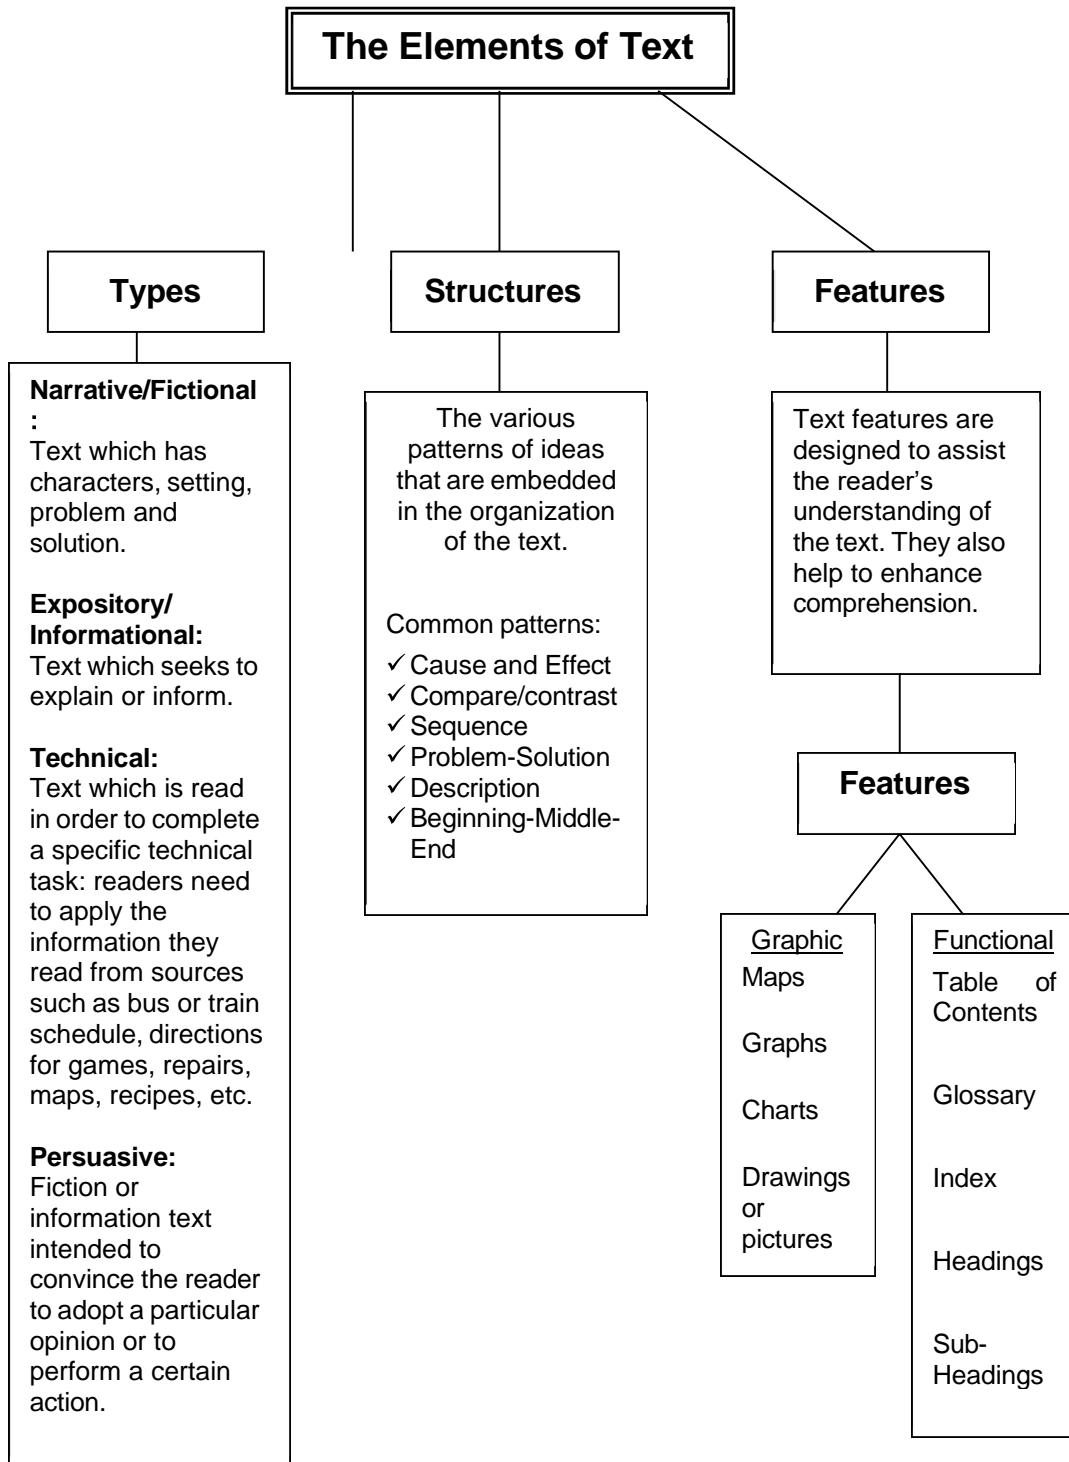 The Elements of Text
Types
Narrative/Fictional
:
Text which has
characters, setting,
problem and
solution.
Expository/
Informational:
Text which seeks to
explain or inform.
Technical:
Text which is read
in order to complete
a specific technical
task: readers need
to apply the
information they
read from sources
such as bus or train
schedule, directions
for games, repairs,
maps, recipes, etc.
Persuasive:
Fiction or
information text
intended to
convince the reader
to adopt a particular
opinion or to
perform a certain
action.
Structures
The various
patterns of ideas
that are embedded
in the organization
of the text.
Common patterns:
✓ Cause and Effect
✓ Compare/contrast
✓ Sequence
✓ Problem-Solution
✓ Description
✓ Beginning-Middle-
End
Features
Text features are
designed to assist
the reader’s
understanding of
the text. They also
help to enhance
comprehension.
Features
Graphic
Maps
Graphs
Charts
Drawings
or
pictures
Functional
Table of
Contents
Glossary
Index
Headings
Sub-
Headings